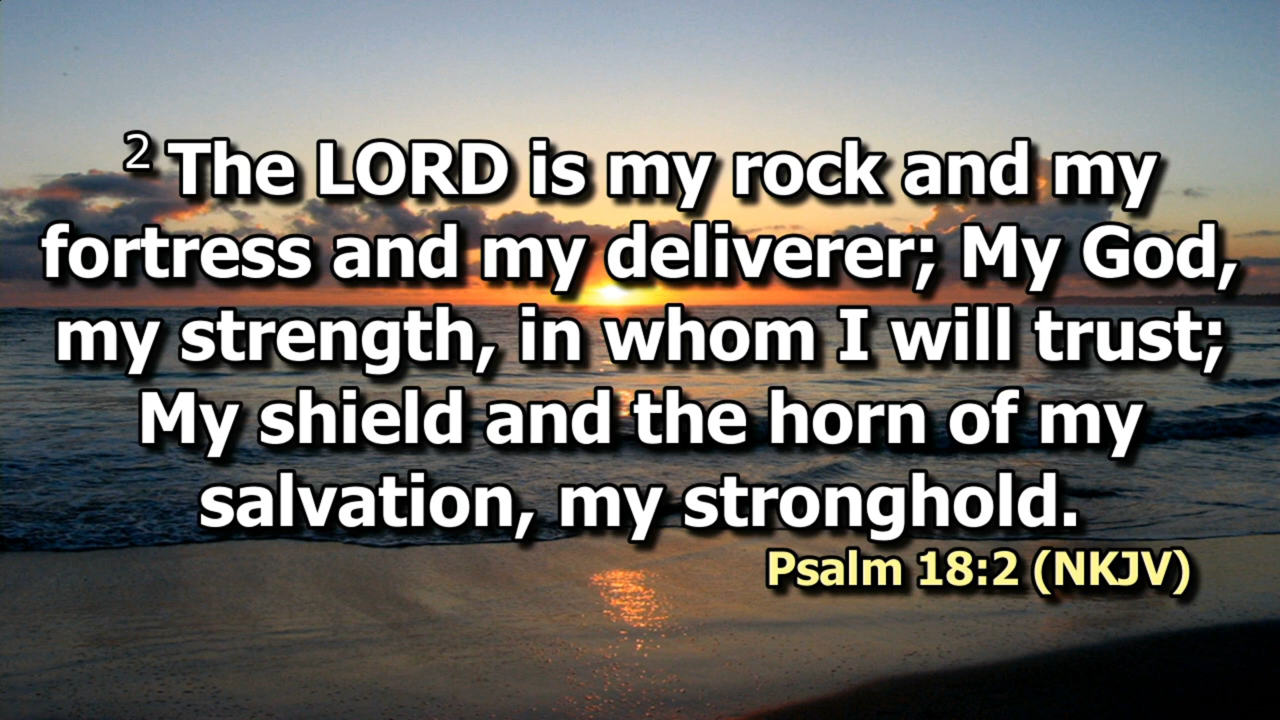 2 The LORD is my rock and my
fortress and my deliverer; My God,
my strength, in whom I will trust;
My shield and the horn of my
salvation, my stronghold.
Psalm 18:2 (NKJV)